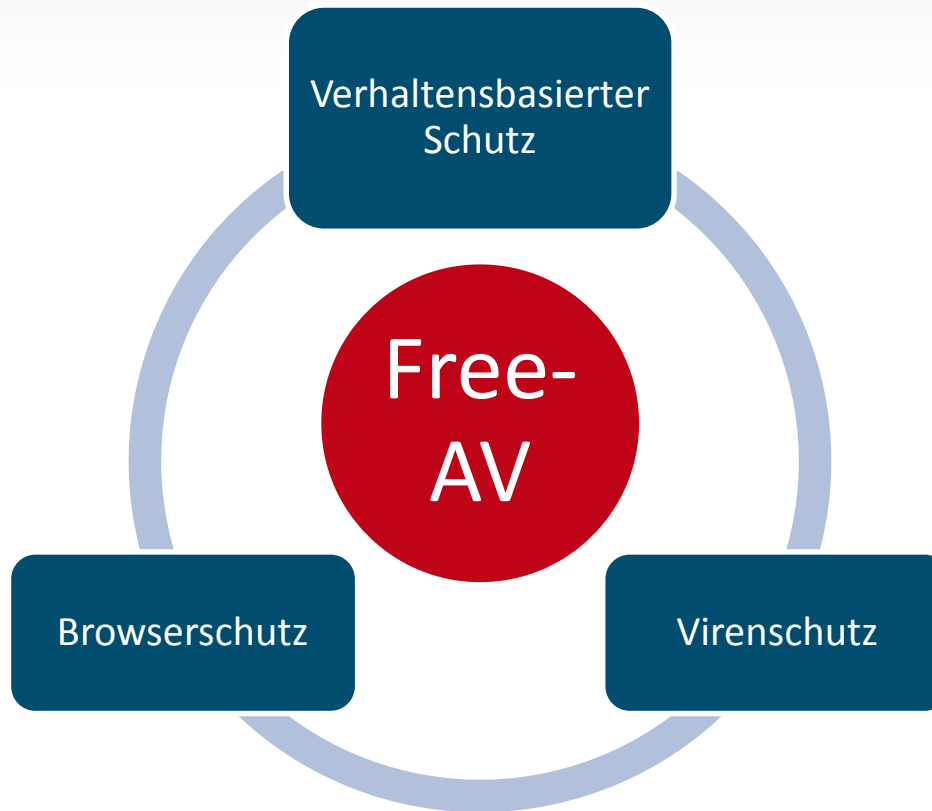 Verhaltensbasierter
Schutz
Free-
AV
Browserschutz
Virenschutz